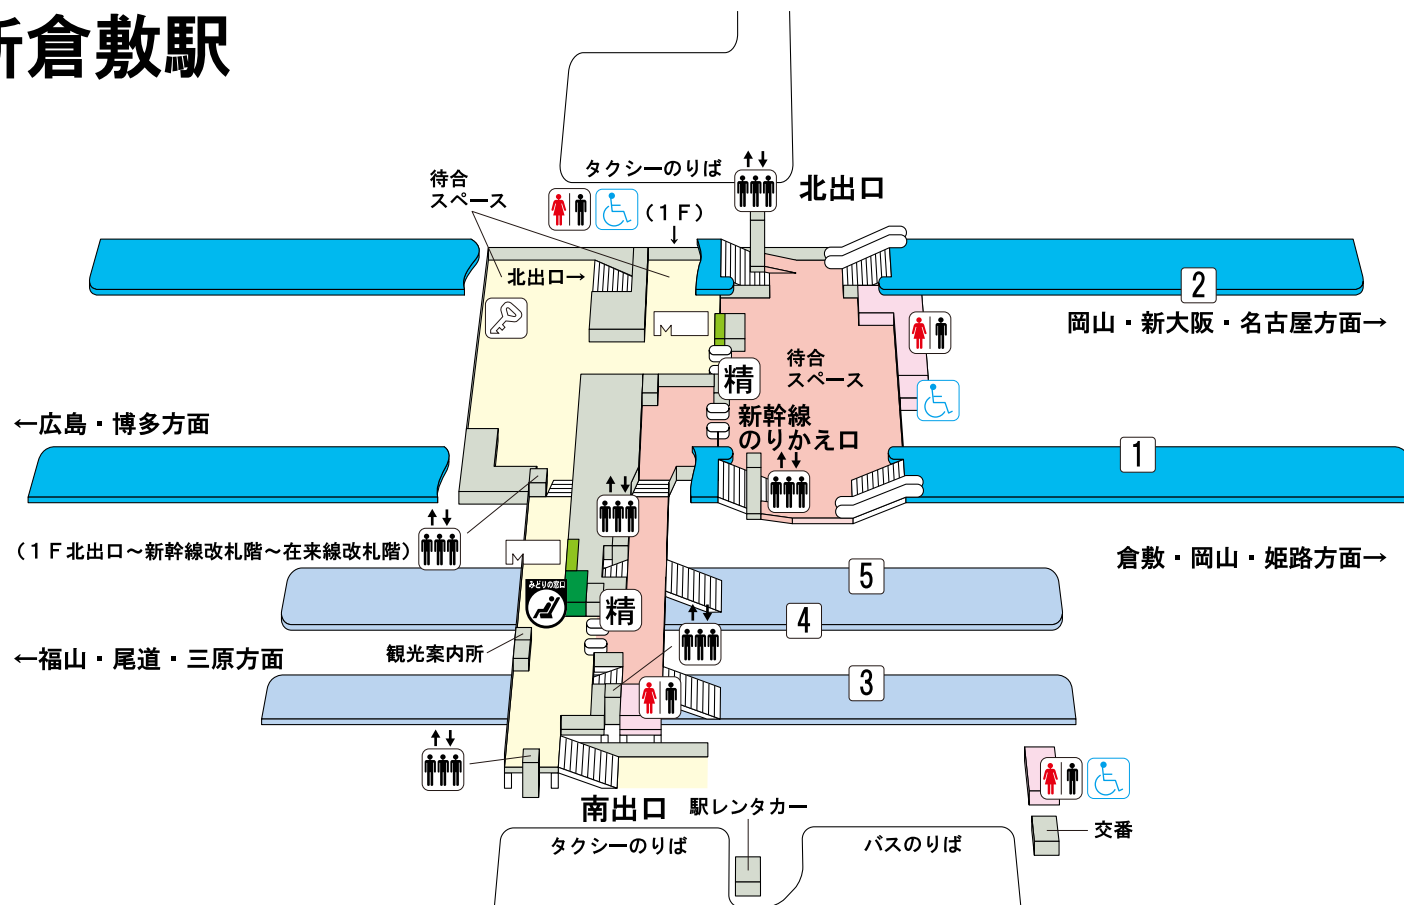 新倉敷駅
タクシーのりば
北出口
待合
スペース
(1F)
北出口→
2
岡山・新大阪・名古屋方面→
M
精
待合
スペース
←広島・博多方面
新幹線
のりかえ口
1
(1F北出口～新幹線改札階～在来線改札階)
倉敷・岡山・姫路方面→
M
みどりの窓口
5
精
4
←福山・尾道・三原方面
観光案内所
3
南出口
駅レンタカー
タクシーのりば
バスのりば
交番